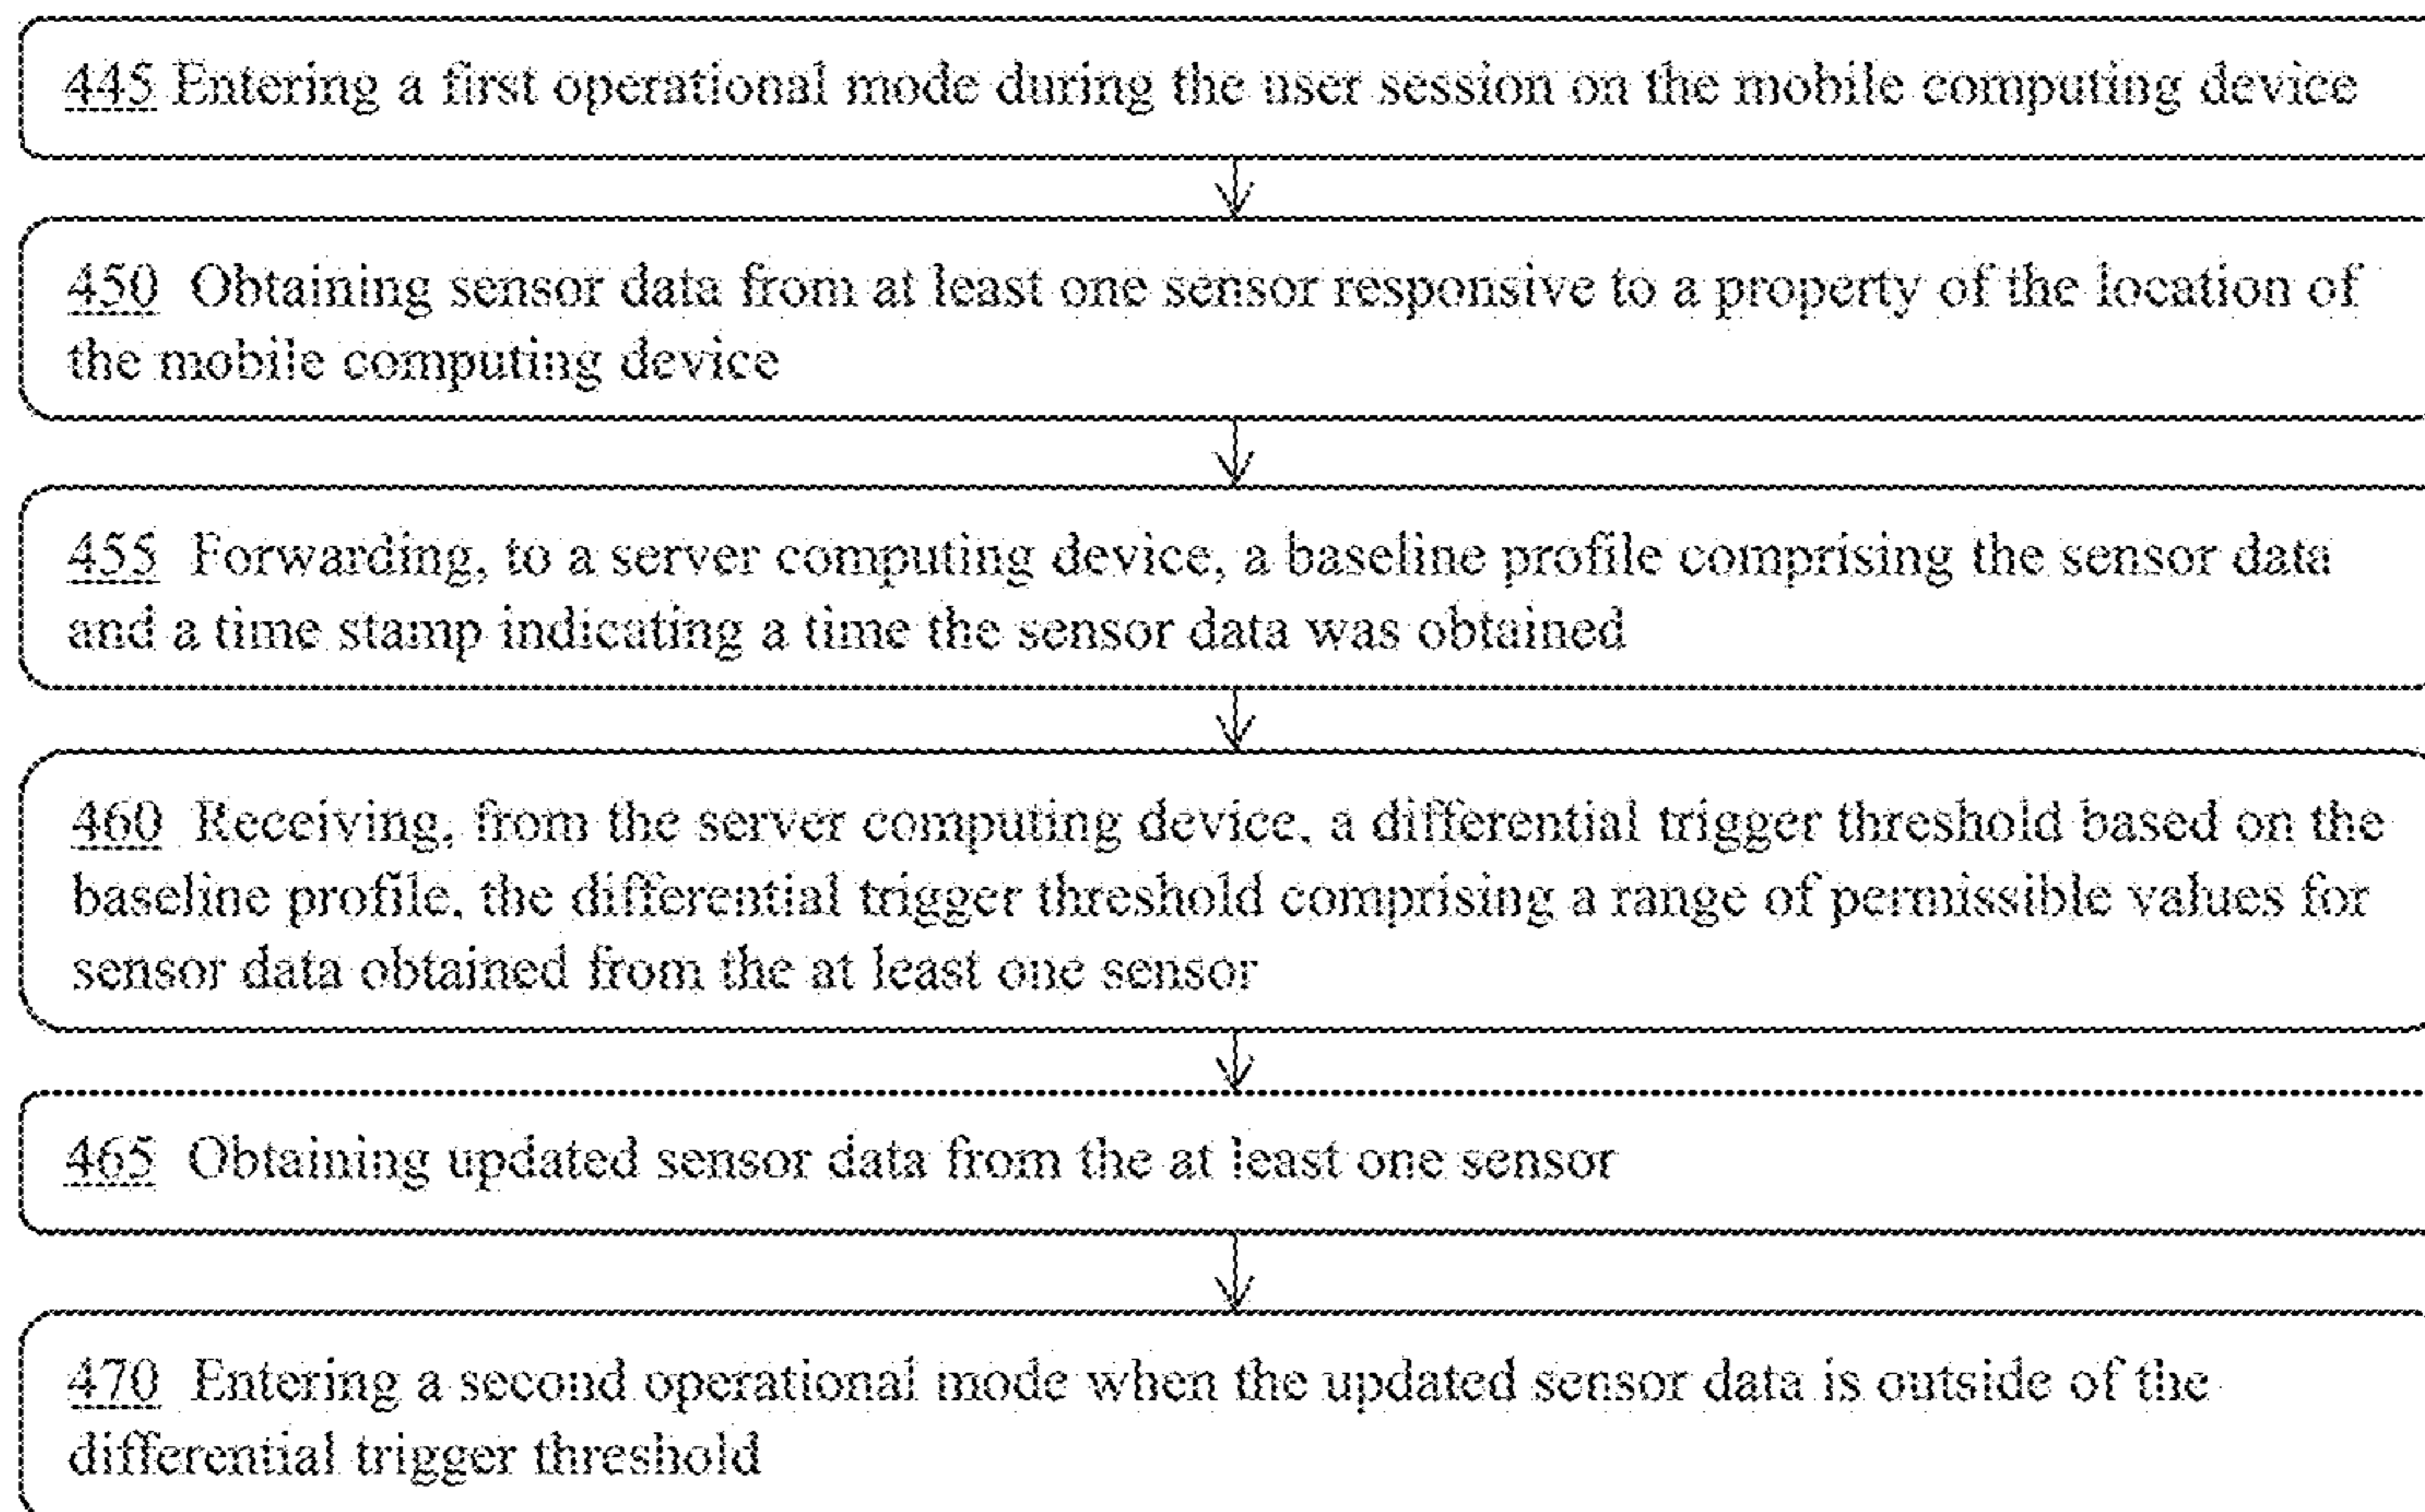 445 Entering a first operational mode during the user session on the mobile computing device
450 Obtaining sensor data from at least one sensor responsive to a property of the location of
the mobile computing device
455 Forwarding, to a server computing device, a baseline profile comprising the sensor data
and a time stamp indicating a time the sensor data was obtained
460 Receiving, from the server computing device, a differential trigger threshold based on the
baseline profile, the differential trigger threshold comprising a range of permissible values for
sensor data obtained from the at least one sensor
465 Obtaining updated sensor data from the at least one sensor
470 Entering a second operational mode when the updated sensor data is outside of the
differential trigger threshold